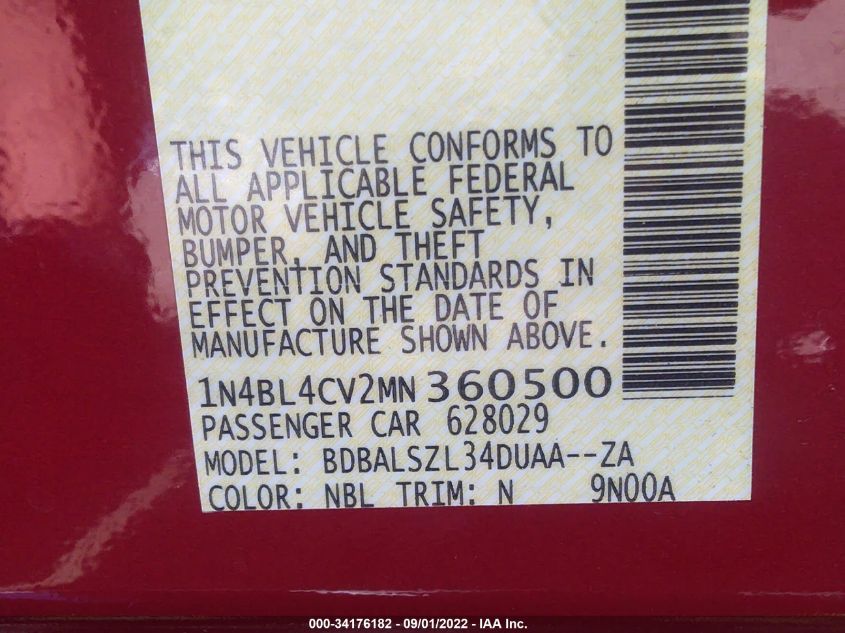 THIS VEHICLE CONFORMS TO
ALL APPLICABLE FEDERAL
MOTOR VEHICLE SAFETY,
BUMPER, AND THEFT
PREVENTION STANDARDS IN
EFFECT ON THE DATE OF
MANUFACTURE SHOWN ABOVE.
1N4BL4CV2MN 360500
PASSENGER CAR 628029
MODEL: BDBALSZL34DUAA--ZA
COLOR: NBL TRIM: N 9N00A
000-34176182 - 09/01/2022 - IAA Inc.